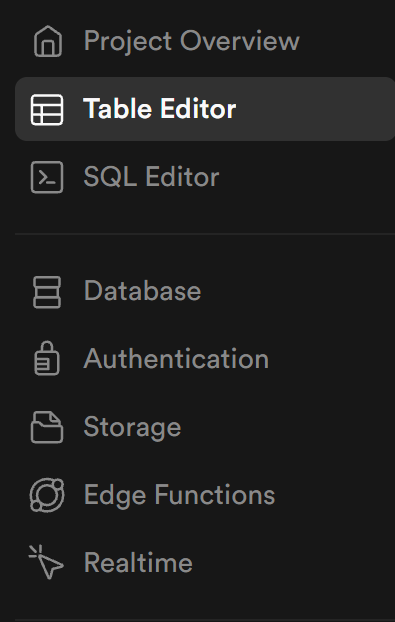 Project Overview
Table Editor
SQL Editor
Database
Authentication
Storage
Edge Functions
Realtime